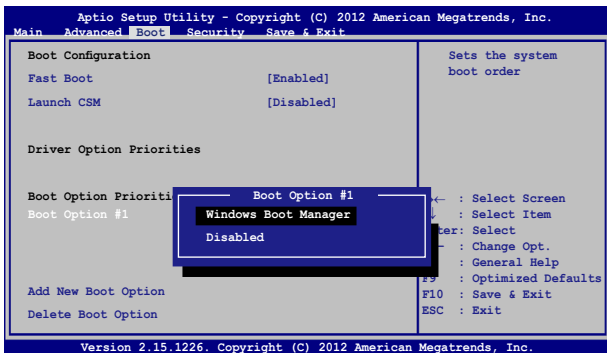 Aptio Setup Utility - Copyright (C) 2012 American Megatrends, Inc.
Main Advanced Boot Security Save & Exit
Boot Configuration
Fast Boot [Enabled]
Launch CSM [Disabled]
Driver Option Priorities
Boot Option
Boot Option #1
Boot Option #1
Windows Boot Manager
Disabled
Add New Boot Option
Delete Boot Option
Sets the system
boot order
: Select Screen
: Select Item
: Select
: Change Opt.
: General Help
F9 : Optimized Defaults
F10 : Save & Exit
ESC : Exit
Version 2.15.1226. Copyright (C) 2012 American Megatrends, Inc.